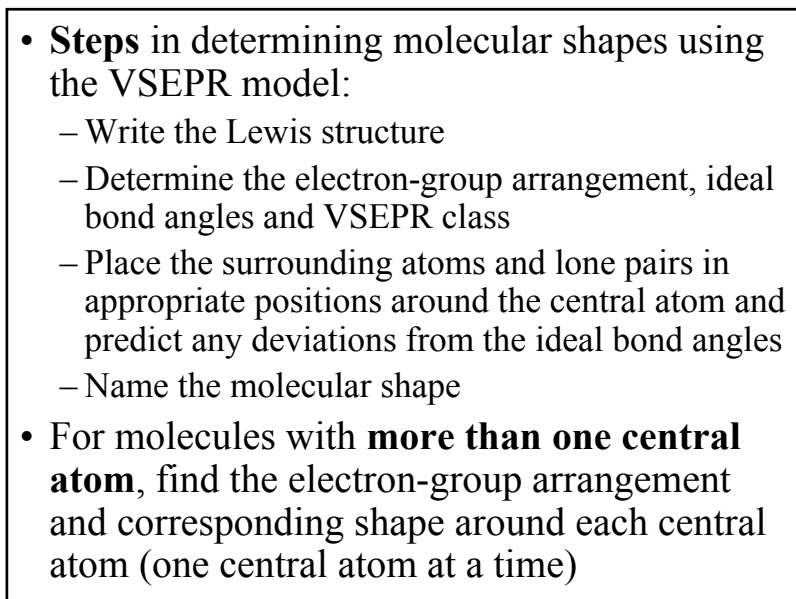 • Steps in determining molecular shapes using
the VSEPR model:
– Write the Lewis structure
– Determine the electron-group arrangement, ideal
bond angles and VSEPR class
– Place the surrounding atoms and lone pairs in
appropriate positions around the central atom and
predict any deviations from the ideal bond angles
– Name the molecular shape
• For molecules with more than one central
atom, find the electron-group arrangement
and corresponding shape around each central
atom (one central atom at a time)